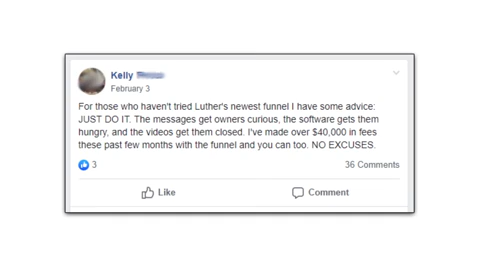 Kelly
February 3
For those who haven't tried Luther's newest funnel I have some advice:
JUST DO IT. The messages get owners curious, the software gets them
hungry, and the videos get them closed. I've made over $40,000 in fees
these past few months with the funnel and you can too. NO EXCUSES.
3 36 Comments
Like Comment